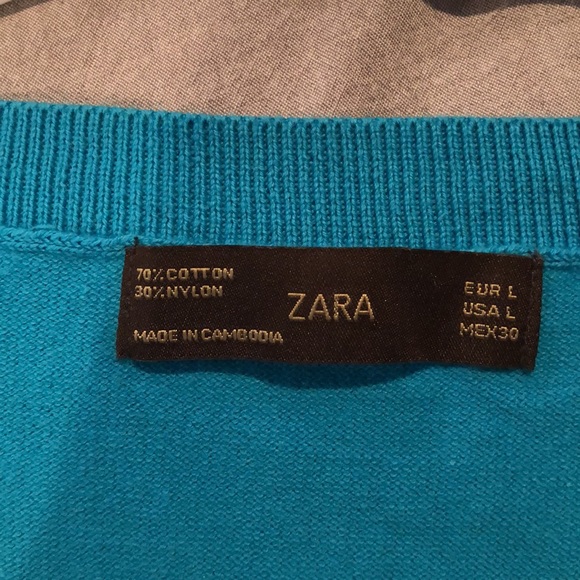 70% COTTON
30% NYLON
MADE IN CAMBODIA
ZARA
EUR L
USA L
MEX30